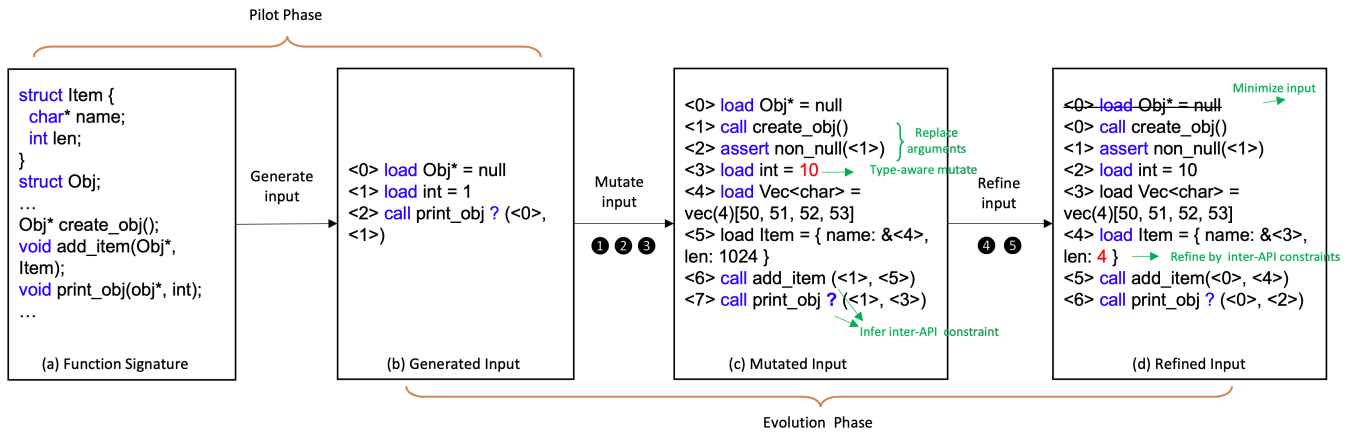 Pilot Phase
struct Item {
char* name;
int len;
}
struct Obj;
…
Obj* create_obj();
void add_item(Obj*,
Item);
void print_obj(obj*, int);
…
(a) Function Signature
Generate
input
<0> load Obj* = null
<1> load int = 1
<2> call print_obj ? (<0>,
<1>)
(b) Generated Input
Mutate
input
❶ ❷ ❸
<0> load Obj* = null
<1> call create_obj()
<2> assert non_null(<1>)
Replace
arguments
<3> load int = 10
Type-aware mutate
<4> load Vec<char> =
vec(4)[50, 51, 52, 53]
<5> load Item = { name: &<4>,
len: 1024 }
<6> call add_item (<1>, <5>)
<7> call print_obj ? (<1>, <3>)
Infer inter-API constraint
(c) Mutated Input
Refine
input
❹ ❺
Minimize input
<0> load Obj* = null
<0> call create_obj()
<1> assert non_null(<1>)
<2> load int = 10
<3> load Vec<char> =
vec(4)[50, 51, 52, 53]
<4> load Item = { name: &<3>,
len: 4 }
Refine by inter-API constraints
<5> call add_item(<0>, <4>)
<6> call print_obj ? (<0>, <2>)
(d) Refined Input
Evolution Phase